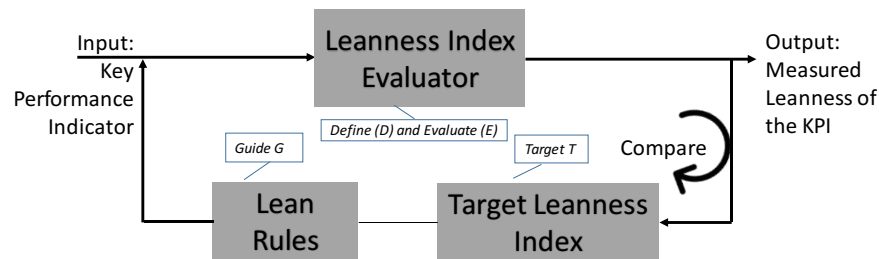 Input:
Key
Performance
Indicator
Leanness Index
Evaluator
Output:
Measured
Leanness of
the KPI
Define (D) and Evaluate (E)
Guide G
Target T
Compare
Lean
Rules
Target Leanness
Index